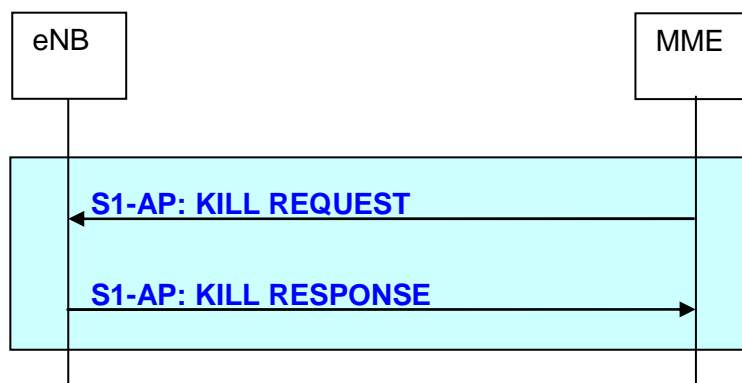 eNB
MME
S1-AP: KILL REQUEST
S1-AP: KILL RESPONSE